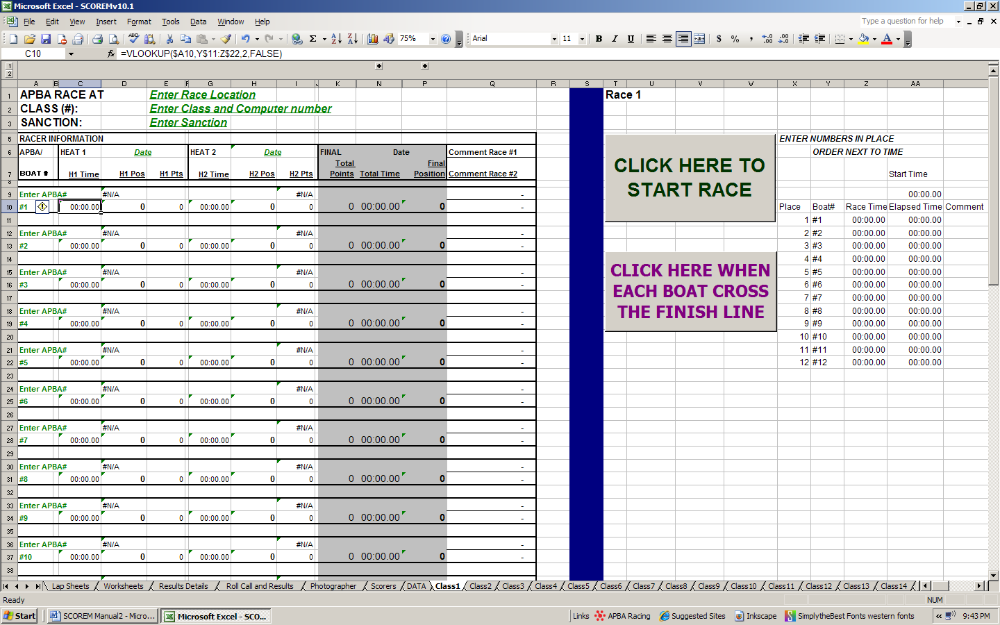 Microsoft Excel - SCOREMv10.1
File Edit View Insert Format Tools Data Window Help Type a question for help
75% Arial 11 B I U $ % ,
C10 fx =VLOOKUP($A10,Y$11:Z$22,2,FALSE)
1
2
A B C D E F G H I J K N P Q R S T U V W X Y Z AA
1 APBA RACE AT Enter Race Location Race 1
2 CLASS (#): Enter Class and Computer number
3 SANCTION: Enter Sanction
5 RACER INFORMATION ENTER NUMBERS IN PLACE
6 APBA/ HEAT 1 Date HEAT 2 Date FINAL Date Comment Race #1 ORDER NEXT TO TIME
Total Final
7 BOAT # H1 Time H1 Pos H1 Pts H2 Time H2 Pos H2 Pts Points Total Time Position Comment Race #2 Start Time
8
9 Enter APBA# #N/A #N/A - 00:00.00
10 #1 00:00.00 0 0 00:00.00 0 0 0 00:00.00 0 - Place Boat# Race Time Elapsed Time Comment
11 1 #1 00:00.00 00:00.00
12 Enter APBA# #N/A #N/A - 2 #2 00:00.00 00:00.00
13 #2 00:00.00 0 0 00:00.00 0 0 0 00:00.00 0 - 3 #3 00:00.00 00:00.00
14 4 #4 00:00.00 00:00.00
15 Enter APBA# #N/A #N/A - 5 #5 00:00.00 00:00.00
16 #3 00:00.00 0 0 00:00.00 0 0 0 00:00.00 0 - 6 #6 00:00.00 00:00.00
17 7 #7 00:00.00 00:00.00
18 Enter APBA# #N/A #N/A - 8 #8 00:00.00 00:00.00
19 #4 00:00.00 0 0 00:00.00 0 0 0 00:00.00 0 - 9 #9 00:00.00 00:00.00
20 10 #10 00:00.00 00:00.00
21 Enter APBA# #N/A #N/A - 11 #11 00:00.00 00:00.00
22 #5 00:00.00 0 0 00:00.00 0 0 0 00:00.00 0 - 12 #12 00:00.00 00:00.00
23
24 Enter APBA# #N/A #N/A -
25 #6 00:00.00 0 0 00:00.00 0 0 0 00:00.00 0 -
26
27 Enter APBA# #N/A #N/A -
28 #7 00:00.00 0 0 00:00.00 0 0 0 00:00.00 0 -
29
30 Enter APBA# #N/A #N/A -
31 #8 00:00.00 0 0 00:00.00 0 0 0 00:00.00 0 -
32
33 Enter APBA# #N/A #N/A -
34 #9 00:00.00 0 0 00:00.00 0 0 0 00:00.00 0 -
35
36 Enter APBA# #N/A #N/A -
37 #10 00:00.00 0 0 00:00.00 0 0 0 00:00.00 0 -
38
CLICK HERE TO
START RACE
CLICK HERE WHEN
EACH BOAT CROSS
THE FINISH LINE
Lap Sheets Worksheets Results Details Roll Call and Results Photographer Scorers DATA Class1 Class2 Class3 Class4 Class5 Class6 Class7 Class8 Class9 Class10 Class11 Class12 Class13 Class14
Ready NUM
Start SCOREM Manual2 - Micro... Microsoft Excel - SCO... Links APBA Racing Suggested Sites Inkscape SimplytheBest Fonts western fonts « 9:43 PM